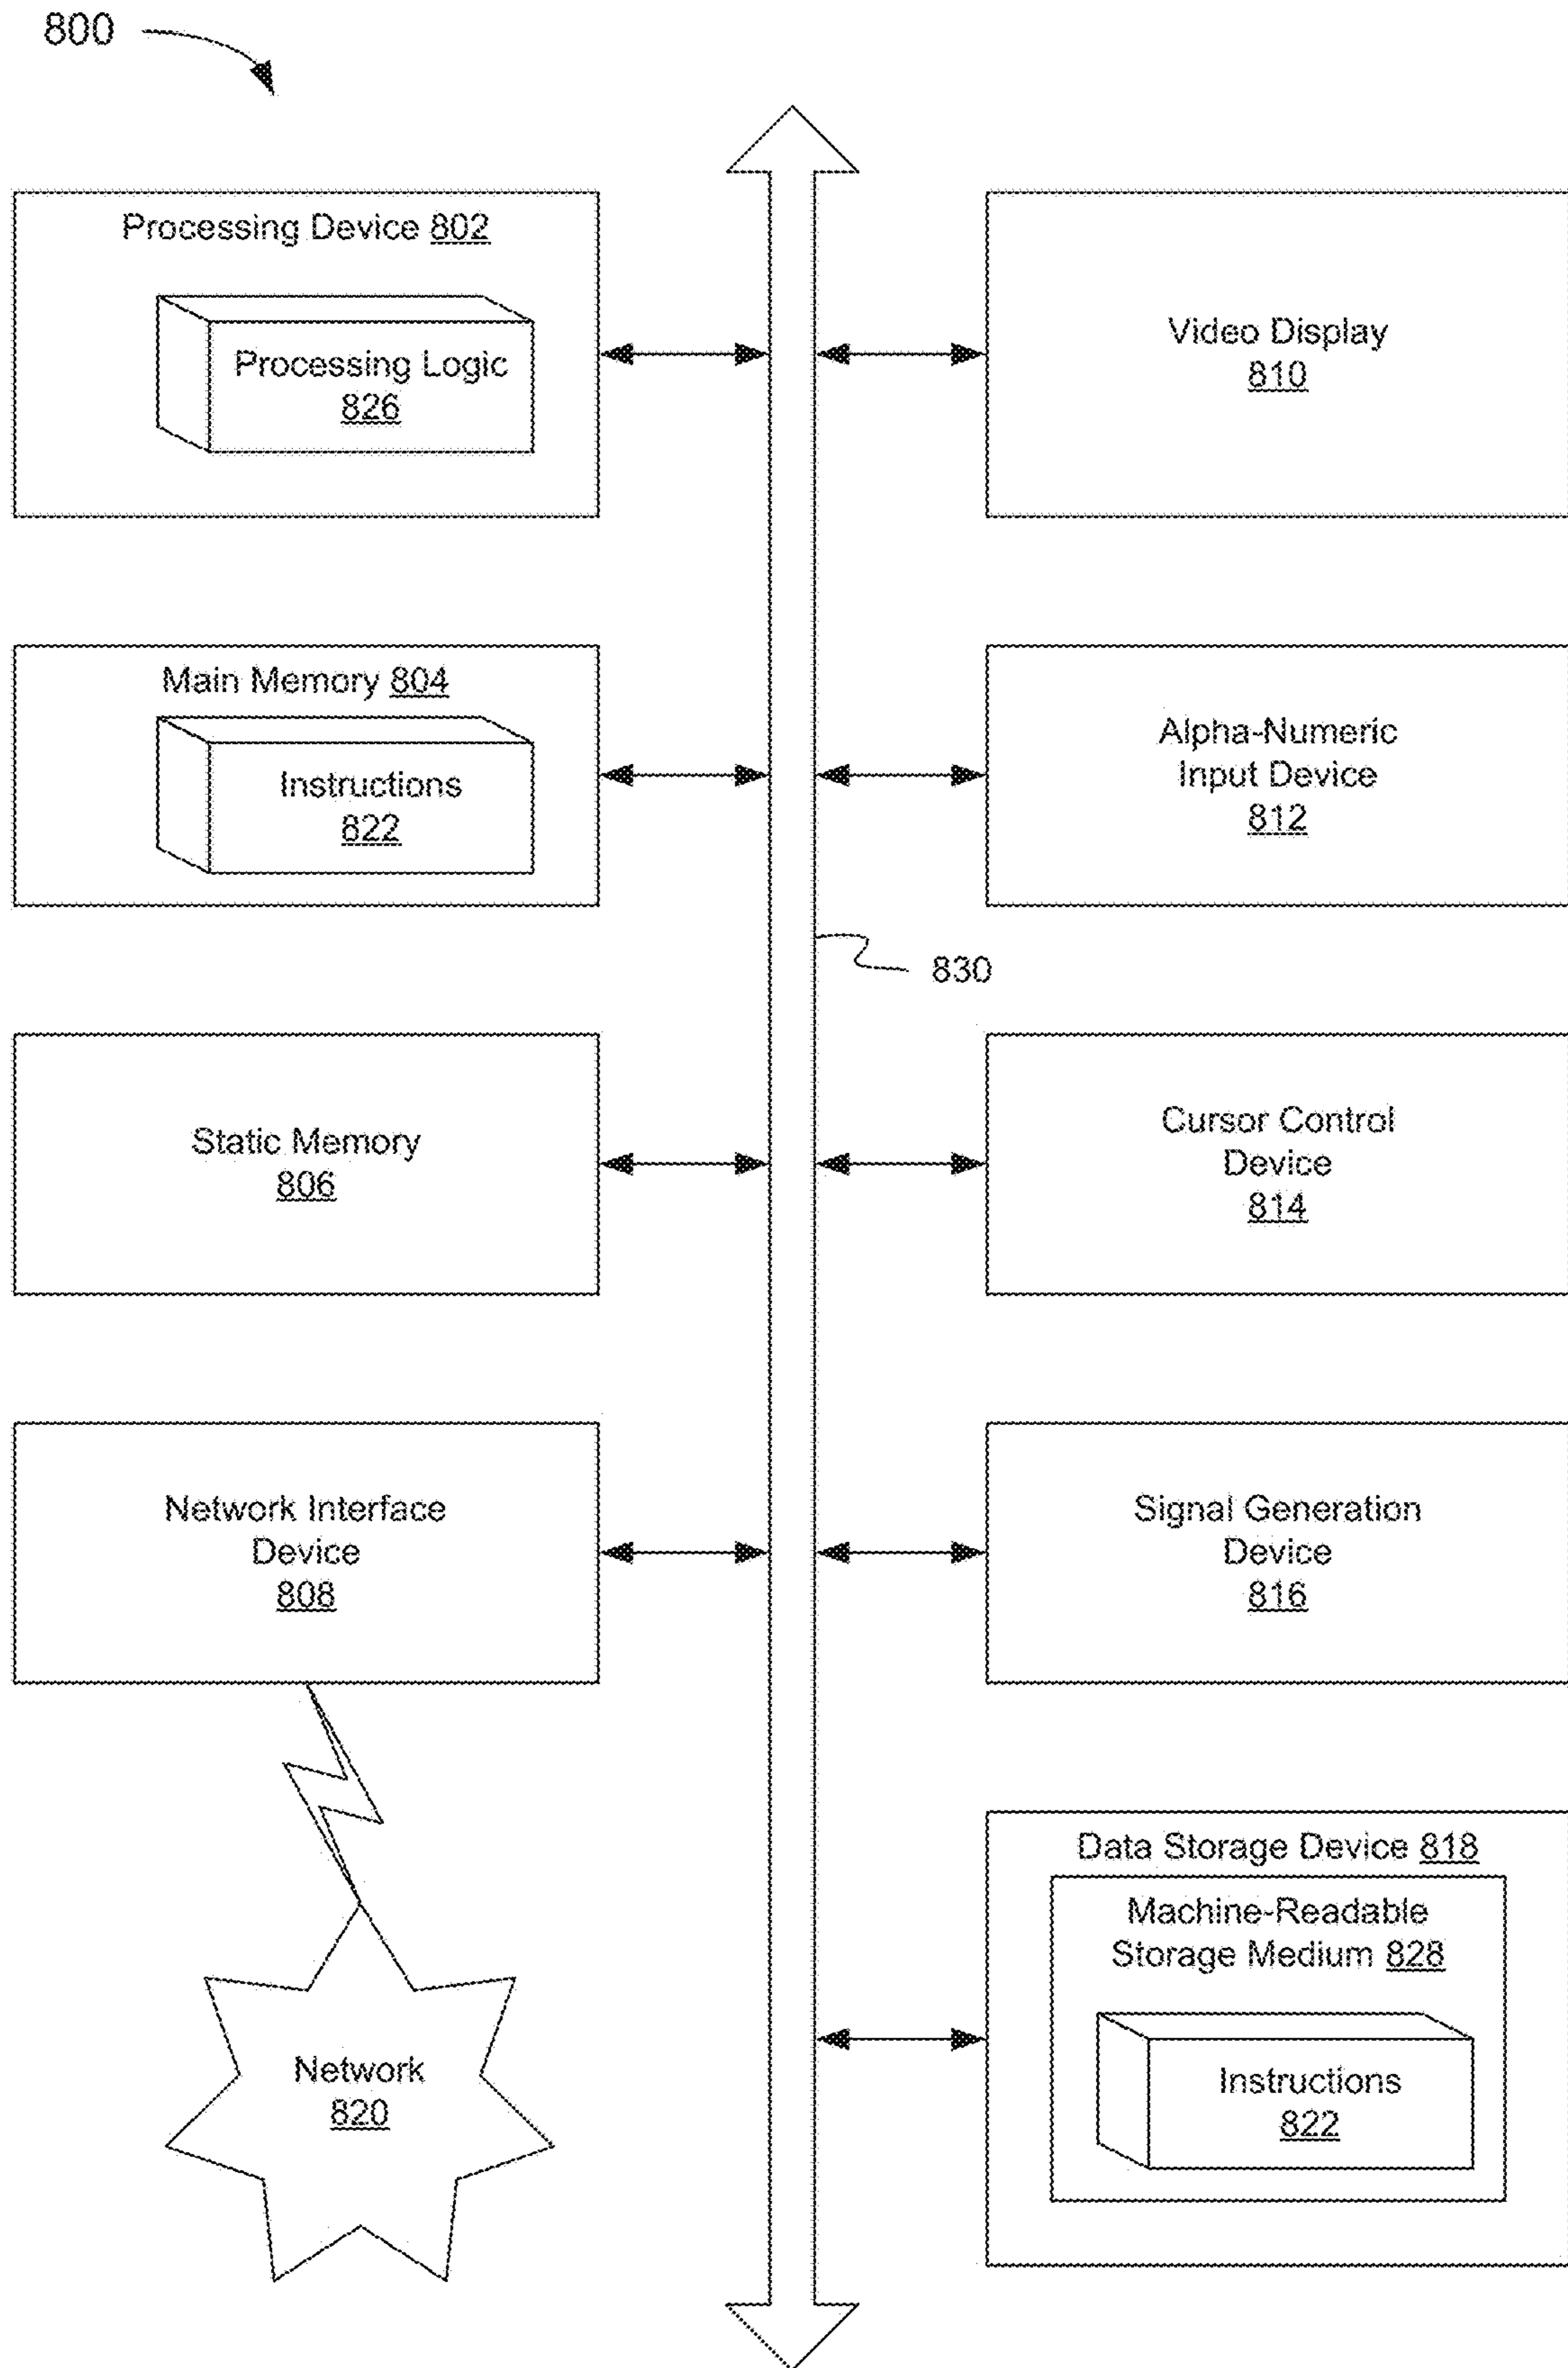 800
Processing Device 802
Processing Logic
826
Main Memory 804
Instructions
822
Static Memory
806
Network Interface
Device
808
Network
820
Video Display
810
Alpha-Numeric
Input Device
812
830
Cursor Control
Device
814
Signal Generation
Device
816
Data Storage Device 818
Machine-Readable
Storage Medium 828
Instructions
822